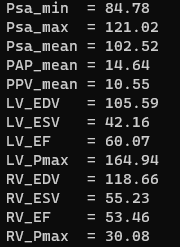 Psa_min  = 84.78
Psa_max  = 121.02
Psa_mean = 102.52
PAP_mean = 14.64
PPV_mean = 10.55
LV_EDV   = 105.59
LV_ESV   = 42.16
LV_EF    = 60.07
LV_Pmax  = 164.94
RV_EDV   = 118.66
RV_ESV   = 55.23
RV_EF    = 53.46
RV_Pmax  = 30.08